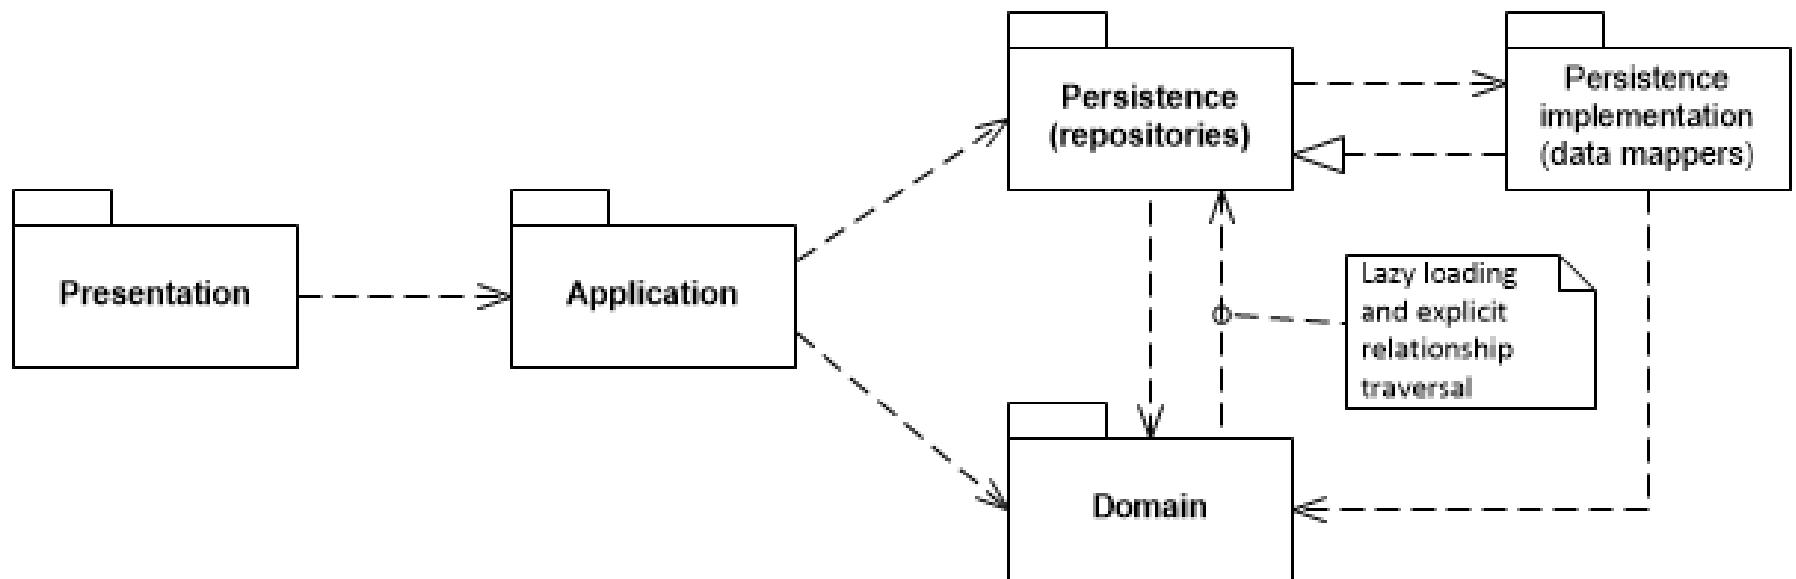 Persistence
(repositories)
Persistence
implementation
(data mappers)
Presentation
Application
Lazy loading
and explicit
relationship
traversal
Domain